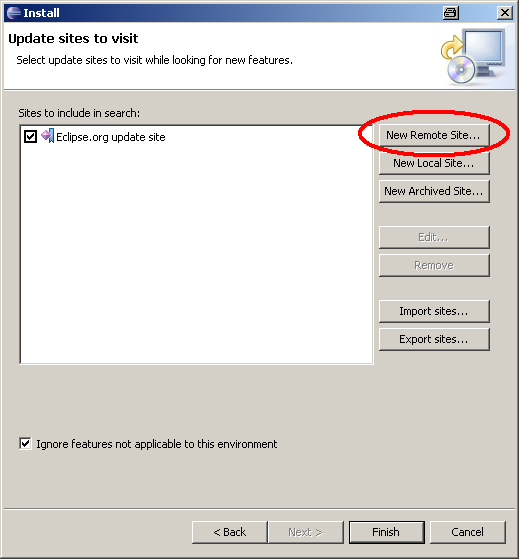 Install
Update sites to visit
Select update sites to visit while looking for new features.
Sites to include in search:
Eclipse.org update site
New Remote Site...
New Local Site...
New Archived Site...
Edit...
Remove
Import sites...
Export sites...
Ignore features not applicable to this environment
< Back
Next >
Finish
Cancel